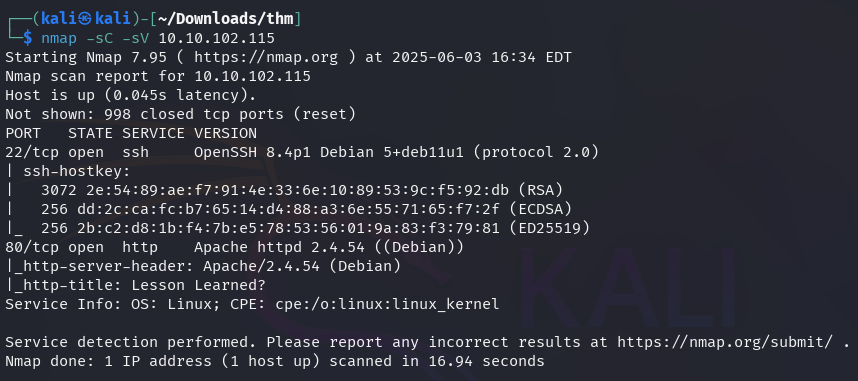 ┌──(kali㉿kali)-[~/Downloads/thm]
└─$ nmap -sC -sV 10.10.102.115
Starting Nmap 7.95 ( https://nmap.org ) at 2025-06-03 16:34 EDT
Nmap scan report for 10.10.102.115
Host is up (0.045s latency).
Not shown: 998 closed tcp ports (reset)
PORT   STATE SERVICE VERSION
22/tcp open  ssh     OpenSSH 8.4p1 Debian 5+deb11u1 (protocol 2.0)
| ssh-hostkey:
|   3072 2e:54:89:ae:f7:91:4e:33:6e:10:89:53:9c:f5:92:db (RSA)
|   256 dd:2c:ca:fc:b7:65:14:d4:88:a3:6e:55:71:65:f7:2f (ECDSA)
|_  256 2b:c2:d8:1b:f4:7b:e5:78:53:56:01:9a:83:f3:79:81 (ED25519)
80/tcp open  http    Apache httpd 2.4.54 ((Debian))
|_http-server-header: Apache/2.4.54 (Debian)
|_http-title: Lesson Learned?
Service Info: OS: Linux; CPE: cpe:/o:linux:linux_kernel
KALI
Service detection performed. Please report any incorrect results at https://nmap.org/submit/ .
Nmap done: 1 IP address (1 host up) scanned in 16.94 seconds